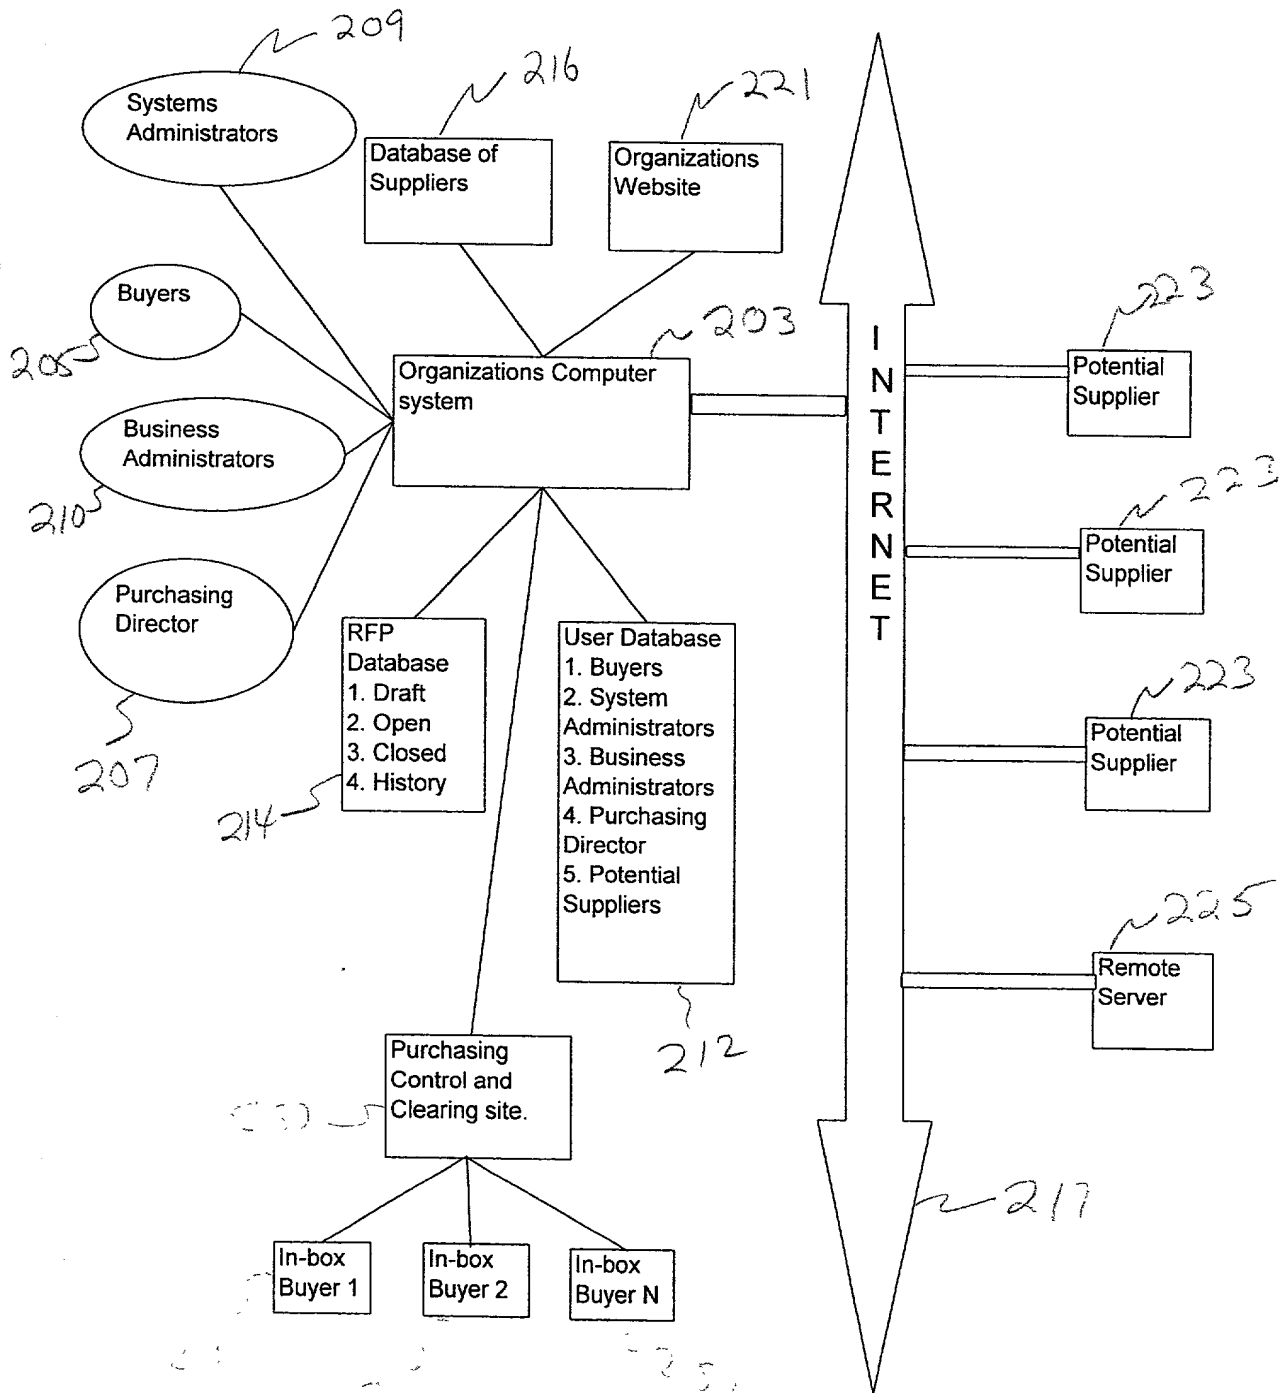 209
216
221
Systems
Administrators
Database of
Suppliers
Organizations
Website
Buyers
205
203
223
Organizations Computer
system
Potential
Supplier
Business
Administrators
210
223
Potential
Supplier
Purchasing
Director
207
RFP
Database
1. Draft
2. Open
3. Closed
4. History
214
User Database
1. Buyers
2. System
Administrators
3. Business
Administrators
4. Purchasing
Director
5. Potential
Suppliers
212
INTERNET
223
Potential
Supplier
225
Remote
Server
Purchasing
Control and
Clearing site.
217
In-box
Buyer 1
In-box
Buyer 2
In-box
Buyer N